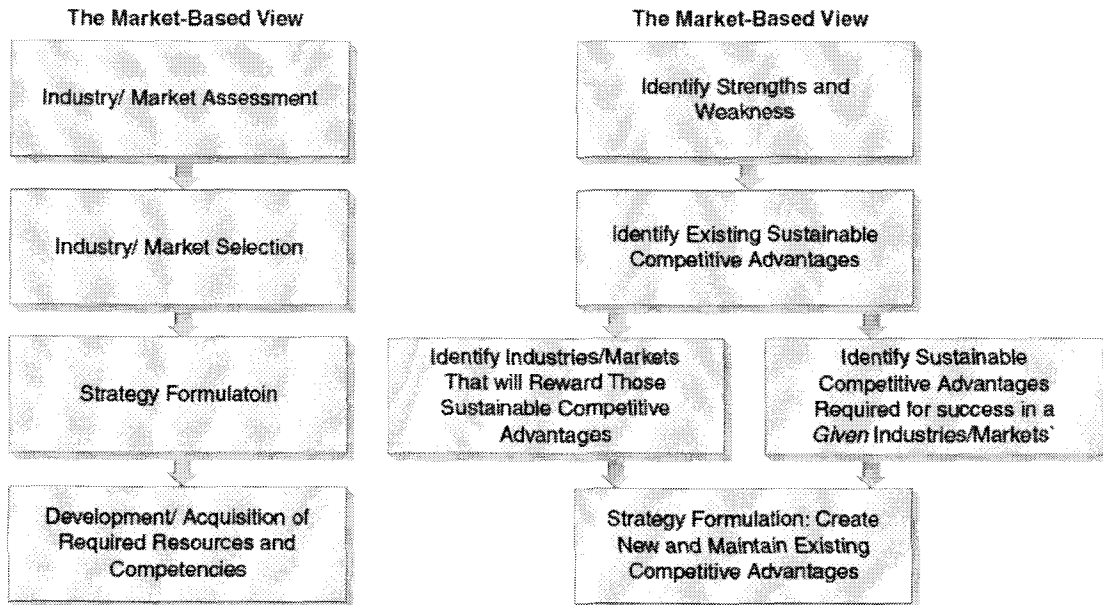 The Market-Based View
Industry/ Market Assessment
Industry/ Market Selection
Strategy Formulatoin
Development/ Acquisition of
Required Resources and
Competencies
The Market-Based View
Identify Strengths and
Weakness
Identify Existing Sustainable
Competitive Advantages
Identify Industries/Markets
That will Reward Those
Sustainable Competitive
Advantages
Identify Sustainable
Competitive Advantages
Required for success in a
Given Industries/Markets`
Strategy Formulation: Create
New and Maintain Existing
Competitive Advantages